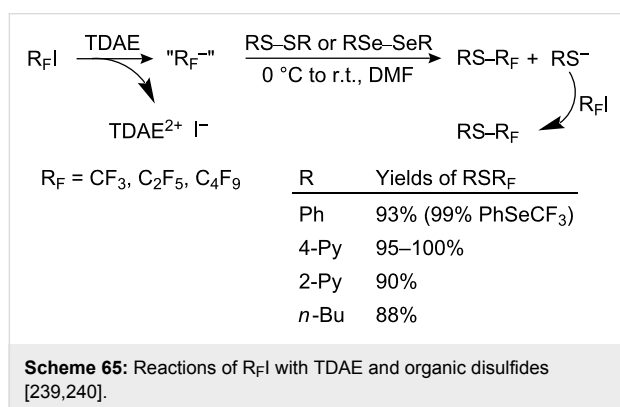 RFI TDAE "RF–" RS–SR or RSe–SeR RS–RF + RS–
0 °C to r.t., DMF
RFI
TDAE2+ I– RS–RF
RF = CF3, C2F5, C4F9 R Yields of RSRF
Ph 93% (99% PhSeCF3)
4-Py 95–100%
2-Py 90%
n-Bu 88%
Scheme 65: Reactions of RFI with TDAE and organic disulfides
[239,240].